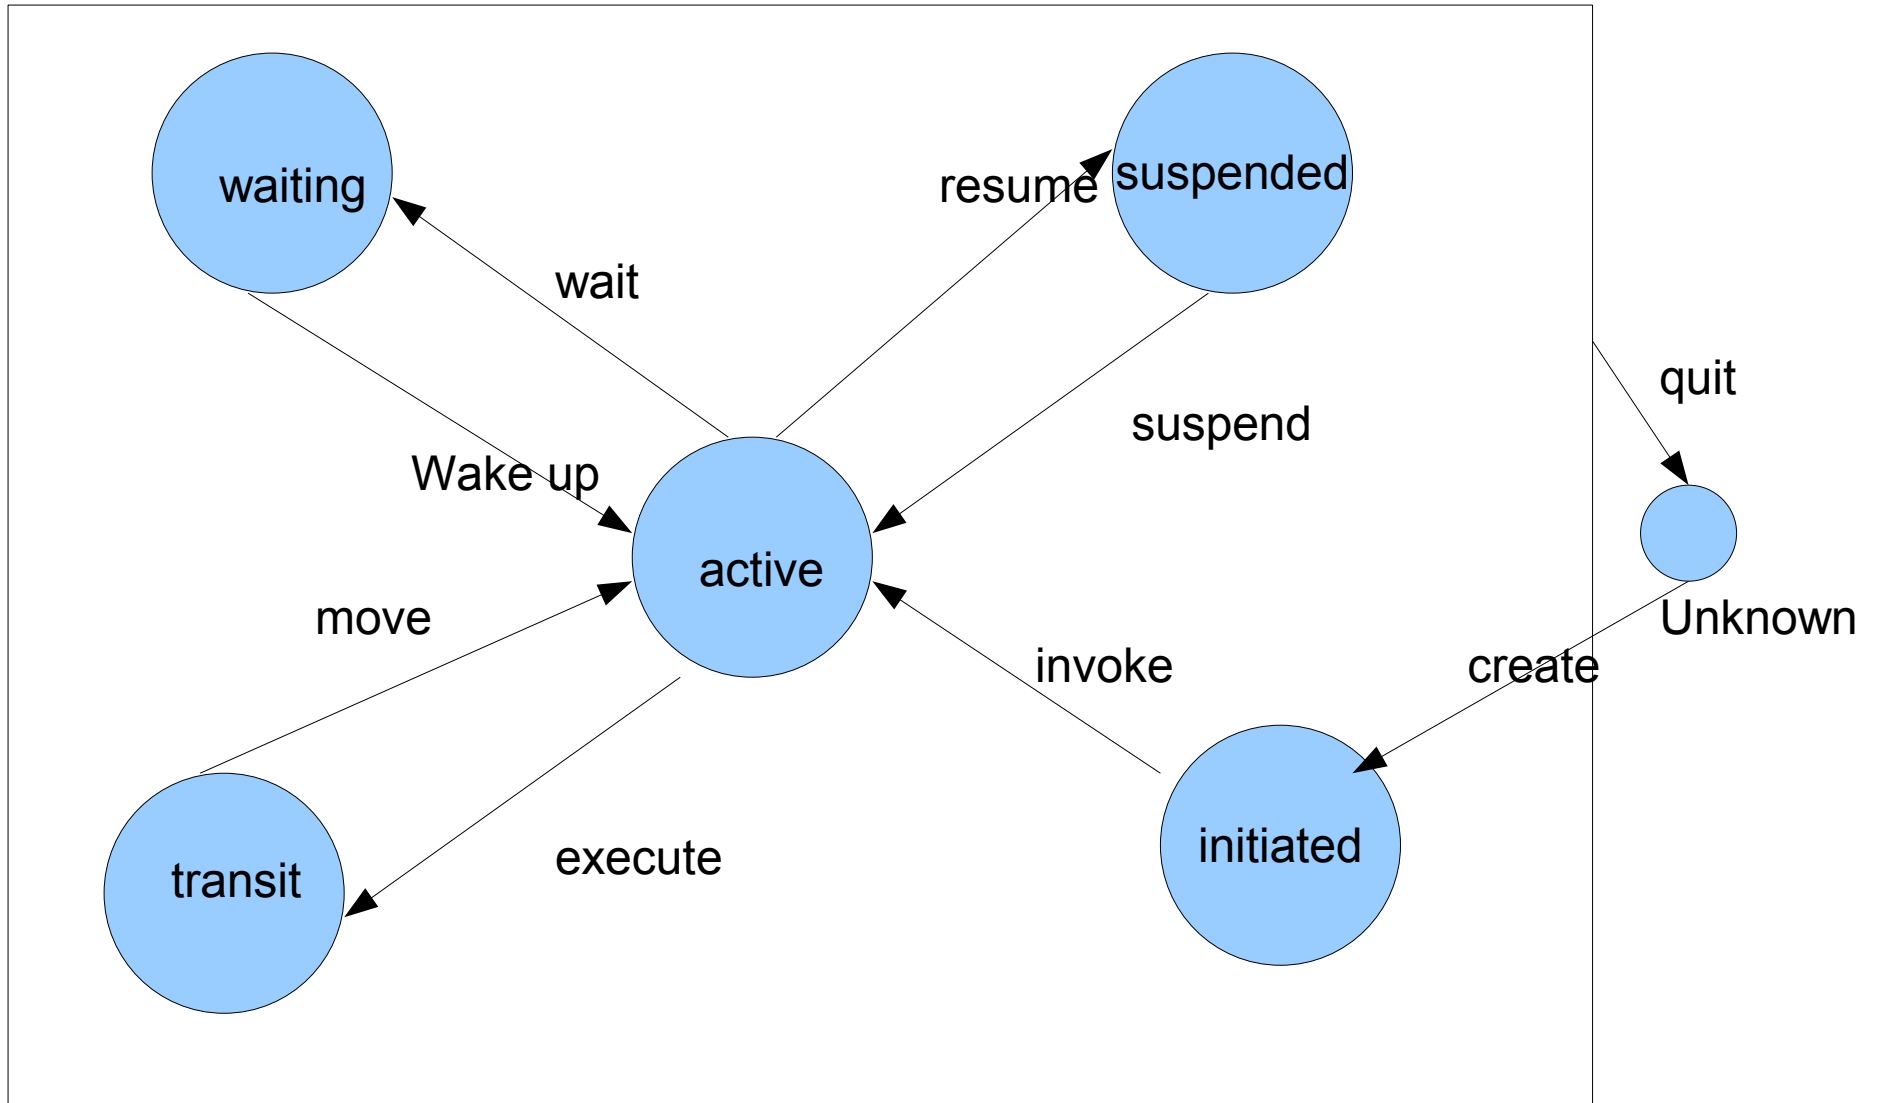 waiting
resume
suspended
wait
quit
suspend
Wake up
active
move
Unknown
invoke
create
execute
initiated
transit